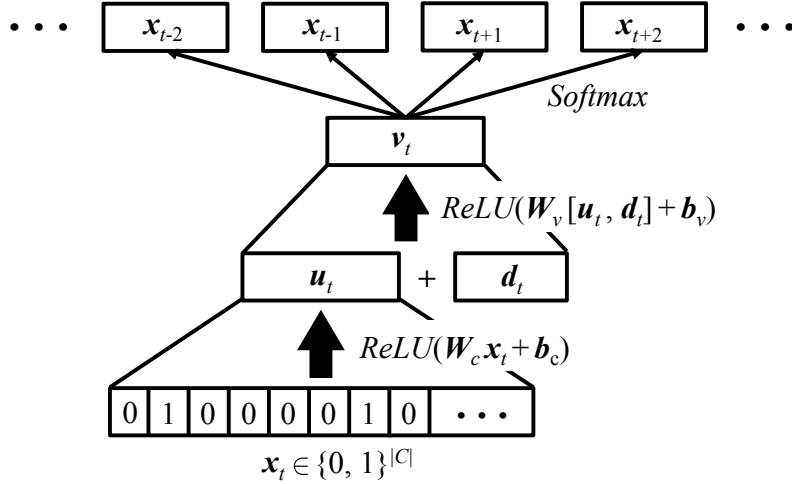 • • • x_{t-2} x_{t-1} x_{t+1} x_{t+2} • • •
Softmax
v_t
ReLU(W_v [u_t , d_t] + b_v)
u_t + d_t
ReLU(W_c x_t + b_c)
0 1 0 0 0 0 1 0 • • •
x_t ∈ {0, 1}^{|C|}